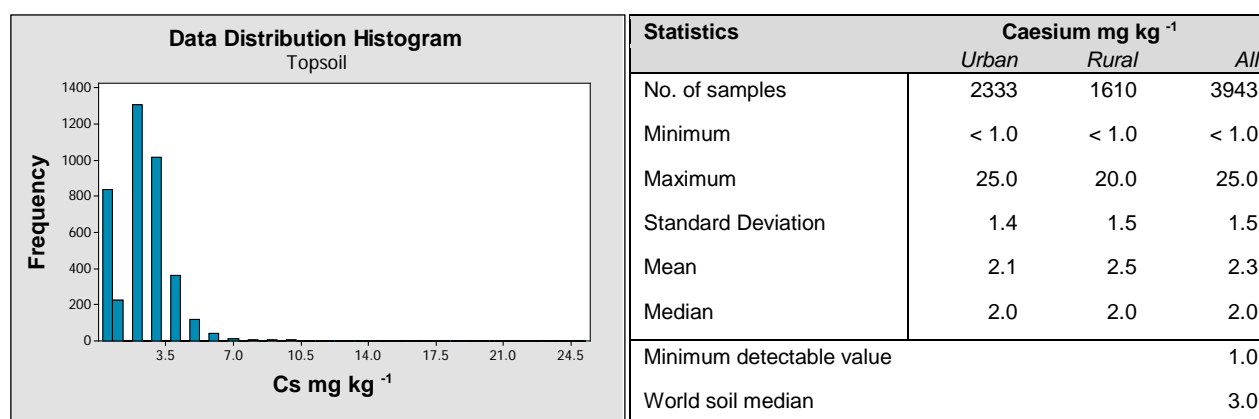 Data Distribution Histogram
Topsoil
1400
1200
1000
800
600
400
200
0
Frequency
3.5 7.0 10.5 14.0 17.5 21.0 24.5
Cs mg kg -1
Statistics Caesium mg kg -1
Urban Rural All
No. of samples 2333 1610 3943
Minimum < 1.0 < 1.0 < 1.0
Maximum 25.0 20.0 25.0
Standard Deviation 1.4 1.5 1.5
Mean 2.1 2.5 2.3
Median 2.0 2.0 2.0
Minimum detectable value 1.0
World soil median 3.0